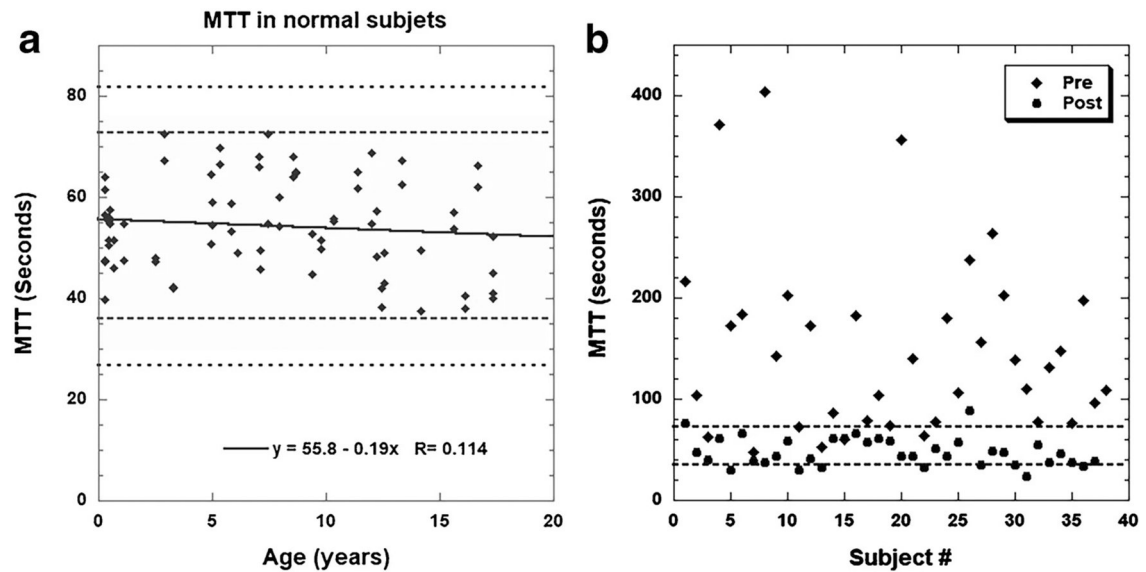 a
MTT in normal subjets
MTT (Seconds)
80
60
40
20
0
y = 55.8 - 0.19x R= 0.114
0 5 10 15 20
Age (years)
b
MTT (seconds)
400
300
200
100
0
Pre
Post
0 5 10 15 20 25 30 35 40
Subject #